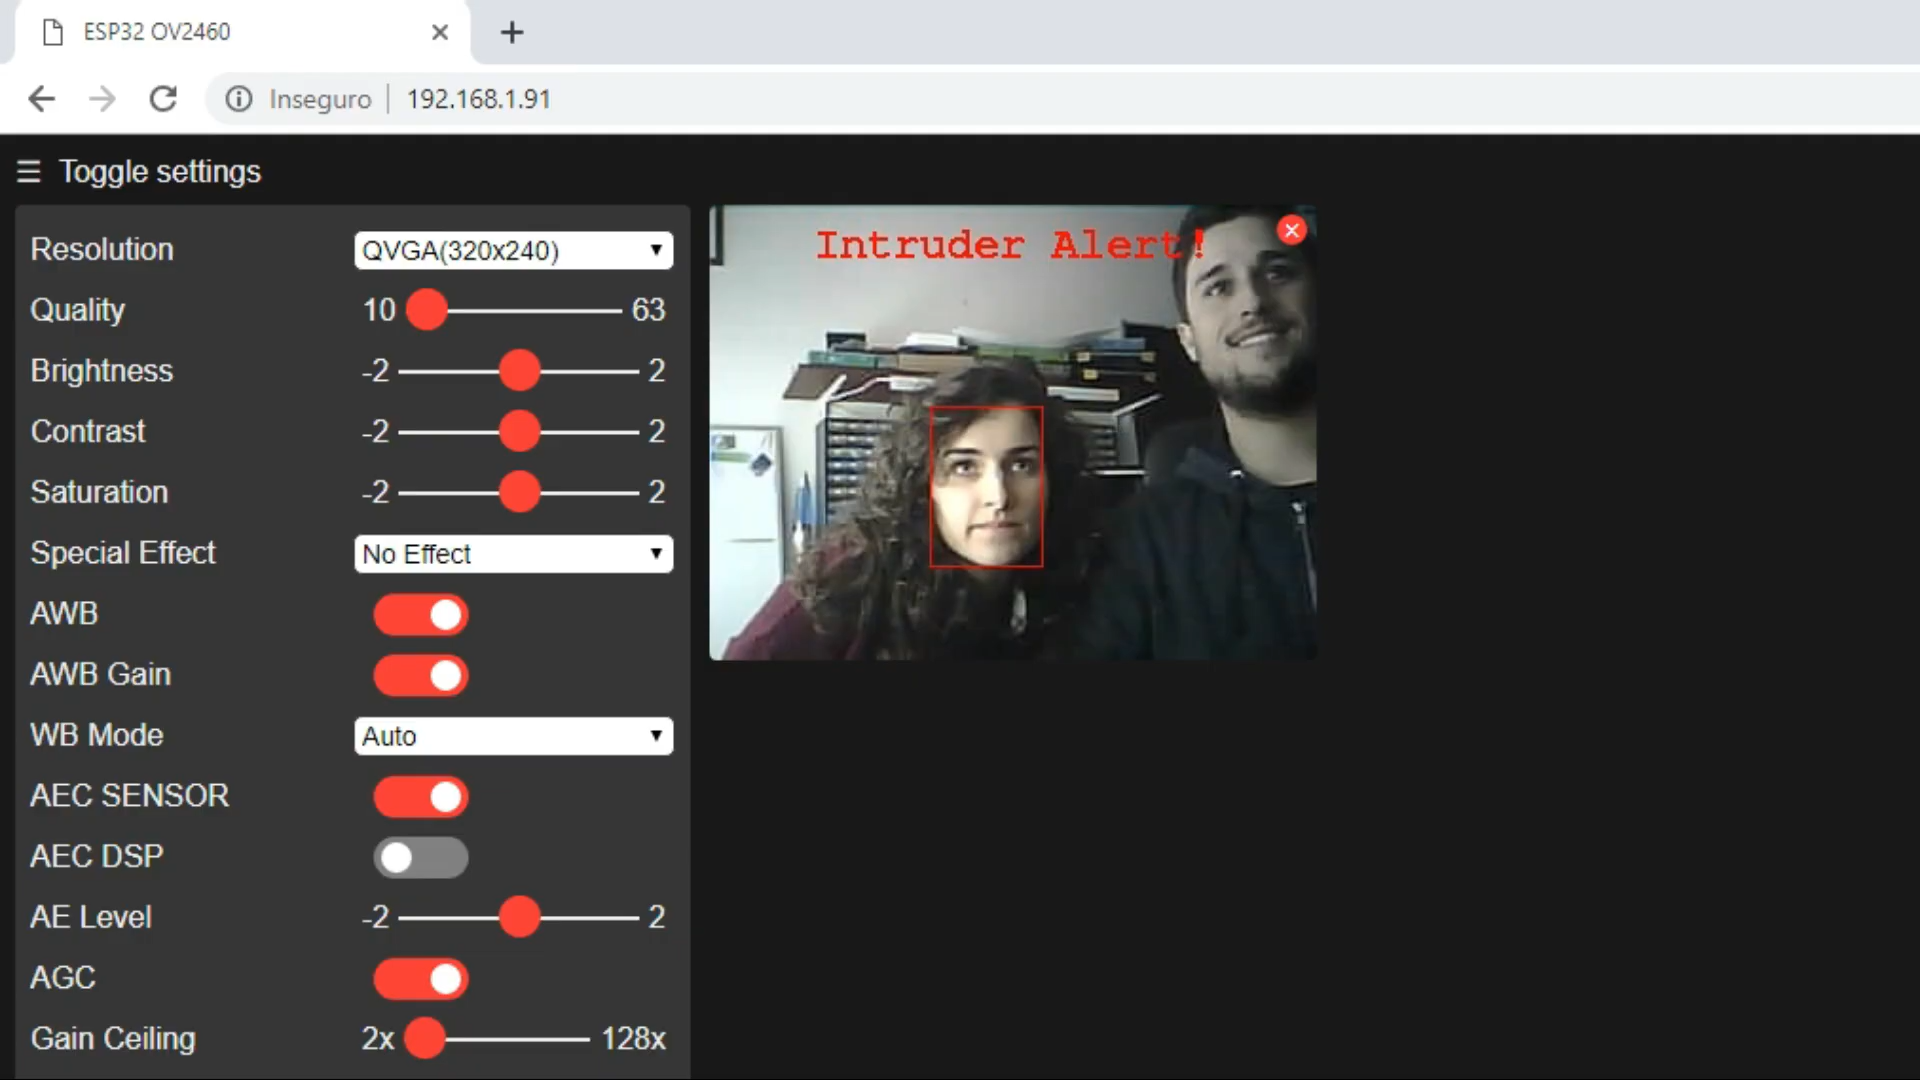 ESP32 OV2460
Inseguro 192.168.1.91
Toggle settings
Resolution QVGA(320x240)
Quality 10 63
Brightness -2 2
Contrast -2 2
Saturation -2 2
Special Effect No Effect
AWB
AWB Gain
WB Mode Auto
AEC SENSOR
AEC DSP
AE Level -2 2
AGC
Gain Ceiling 2x 128x
Intruder Alert!